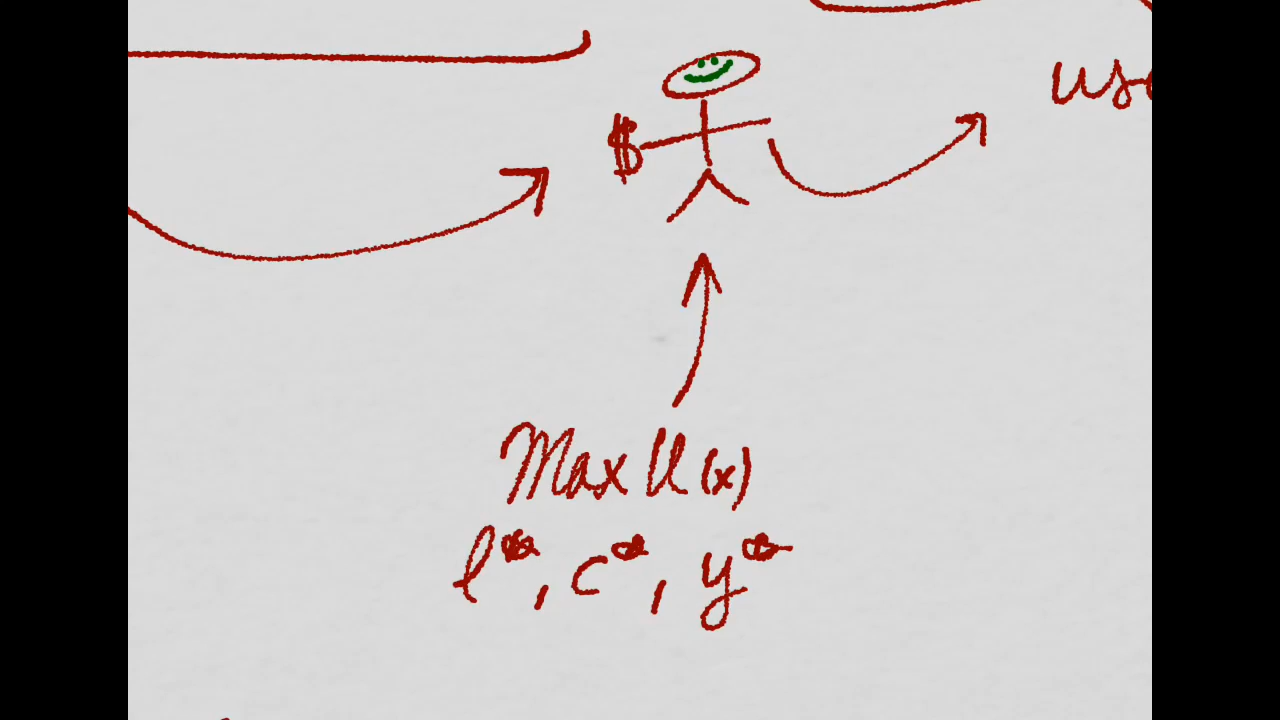 $
Max U(x)
l*, c*, y*